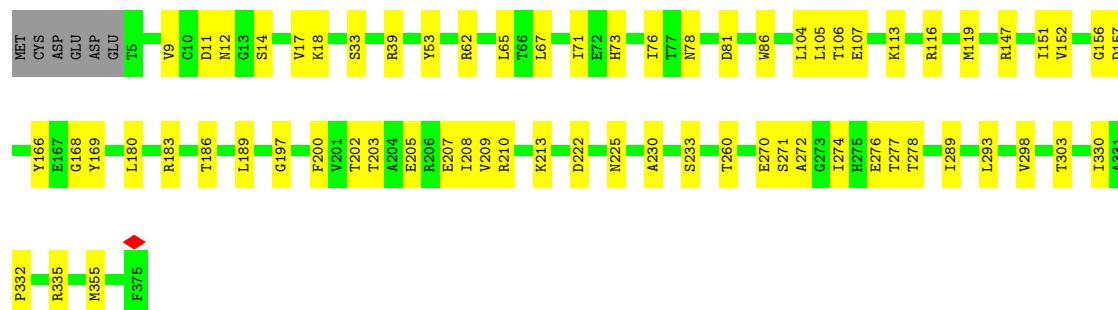 MET CYS ASP GLU ASP GLU T5 V9 C10 D11 N12 G13 S14 V17 K18 S33 R39 Y53 R62 L65 T66 L67 I71 E72 H73 I76 T77 N78 D81 W86 L104 L105 T106 E107 K113 R116 M119 R147 I151 V152 G156 D157
Y166 E167 G168 Y169 L180 R183 T186 L189 G197 F200 V201 T202 T203 A204 E205 R206 E207 I208 V209 R210 K213 D222 N225 A230 S233 T260 E270 S271 A272 G273 I274 H275 E276 T277 T278 I289 L293 V298 T303 I330 A331
P332 R335 M355 F375